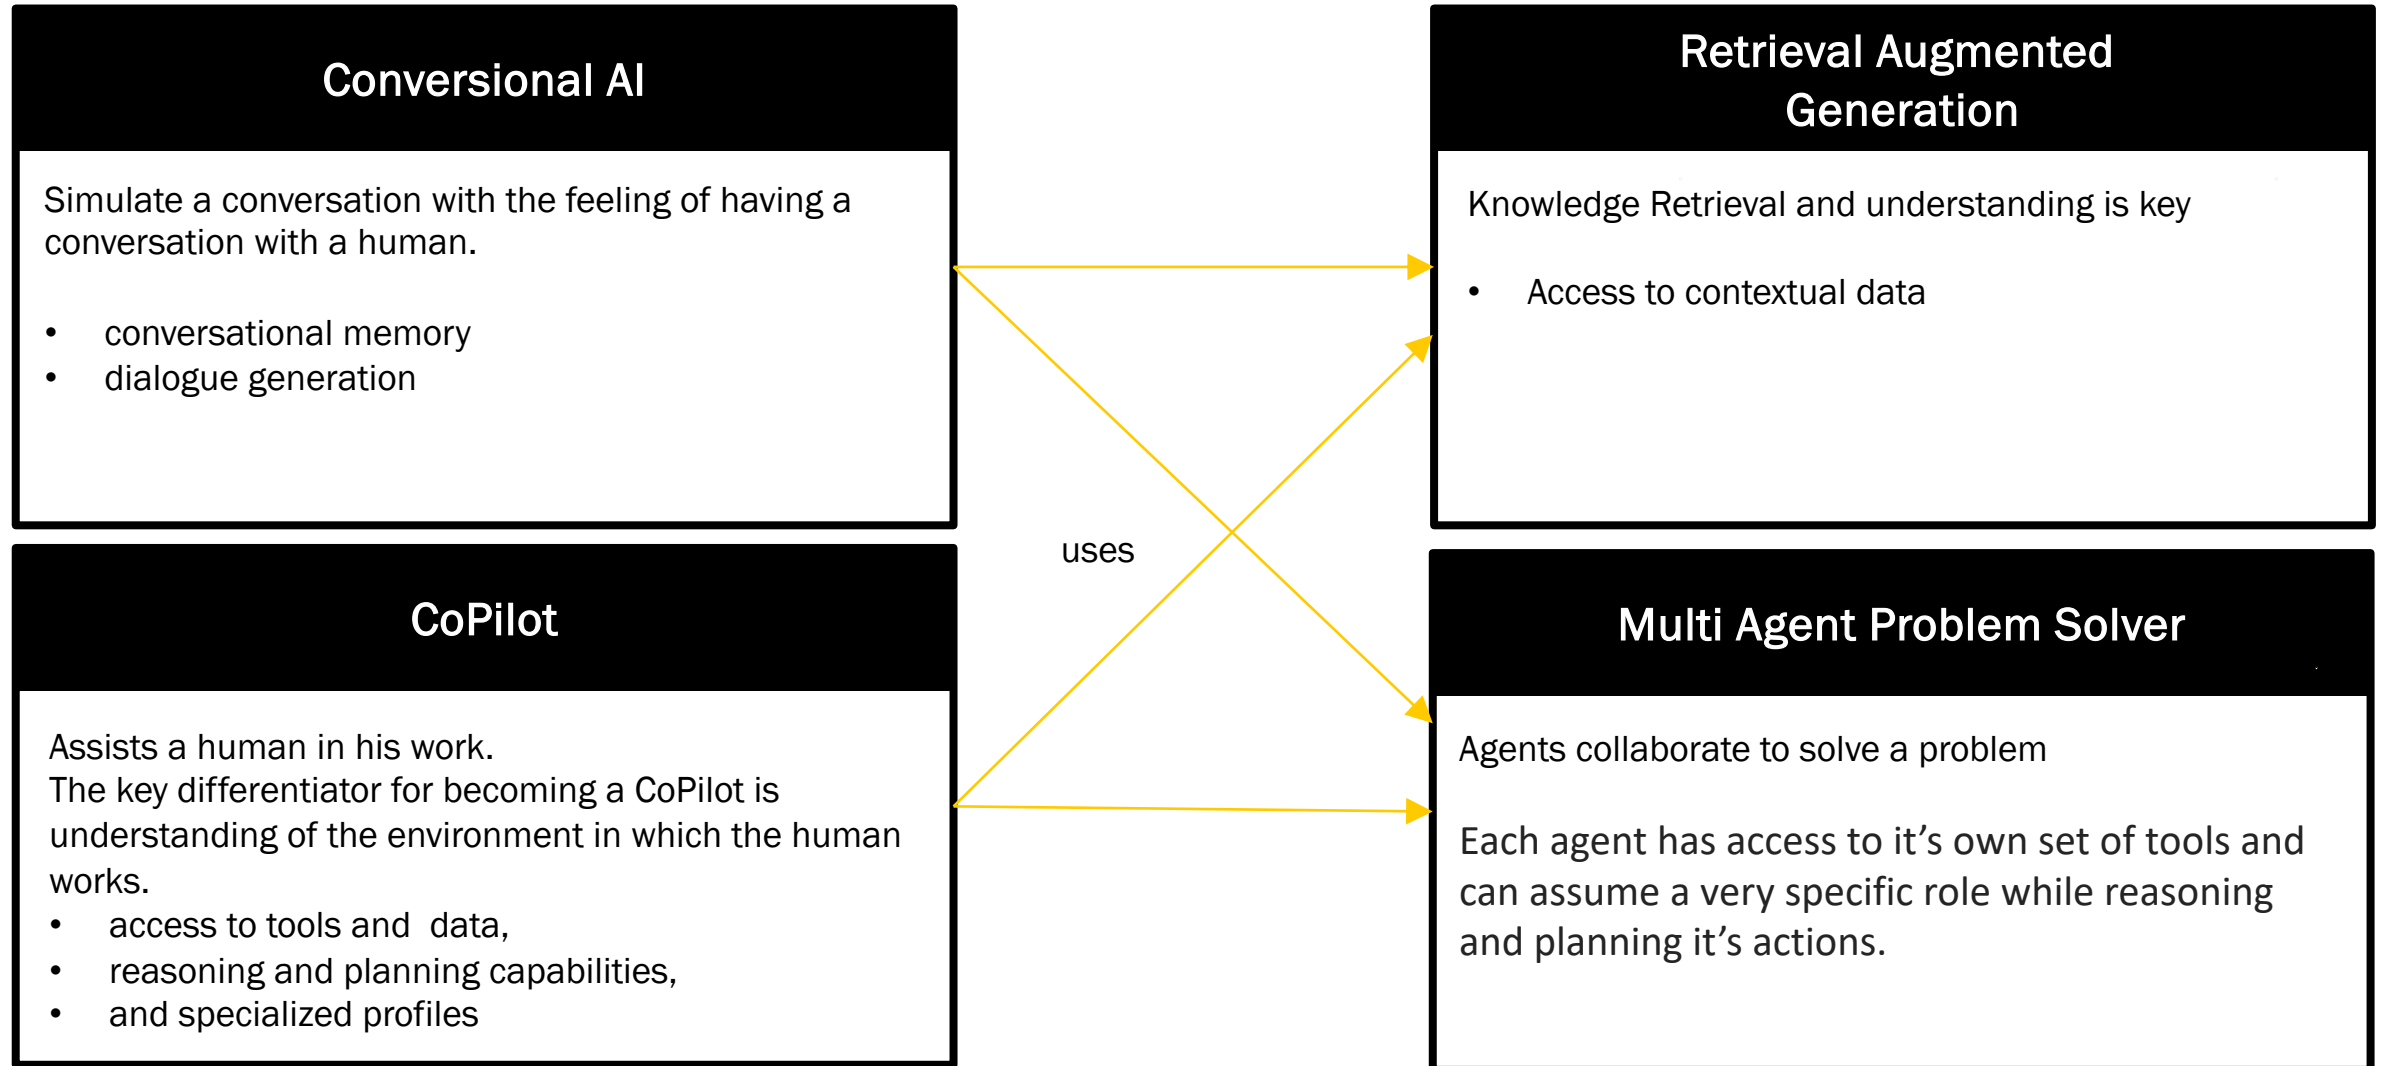 Conversional AI
Simulate a conversation with the feeling of having a
conversation with a human.
• conversational memory
• dialogue generation
Retrieval Augmented
Generation
Knowledge Retrieval and understanding is key
• Access to contextual data
uses
CoPilot
Assists a human in his work.
The key differentiator for becoming a CoPilot is
understanding of the environment in which the human
works.
• access to tools and  data,
• reasoning and planning capabilities,
• and specialized profiles
Multi Agent Problem Solver
Agents collaborate to solve a problem
Each agent has access to it’s own set of tools and
can assume a very specific role while reasoning
and planning it’s actions.